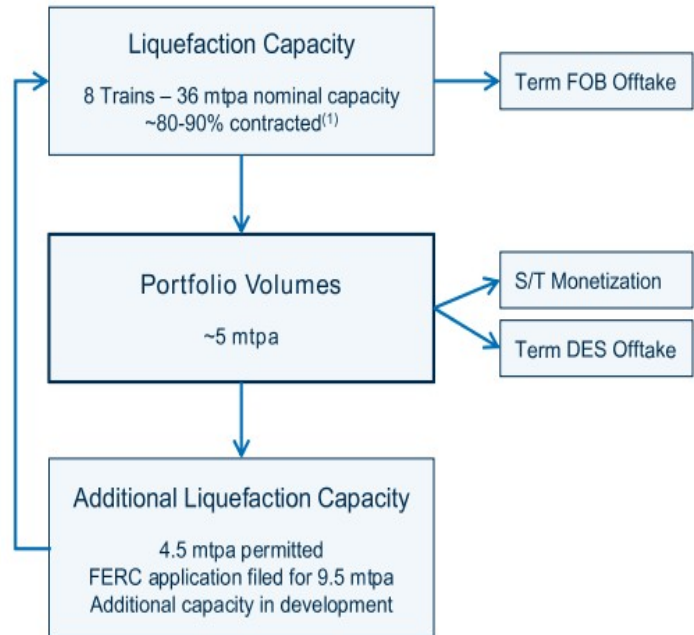 Liquefaction Capacity
8 Trains – 36 mtpa nominal capacity
~80-90% contracted(1)
Term FOB Offtake
Portfolio Volumes
~5 mtpa
S/T Monetization
Term DES Offtake
Additional Liquefaction Capacity
4.5 mtpa permitted
FERC application filed for 9.5 mtpa
Additional capacity in development